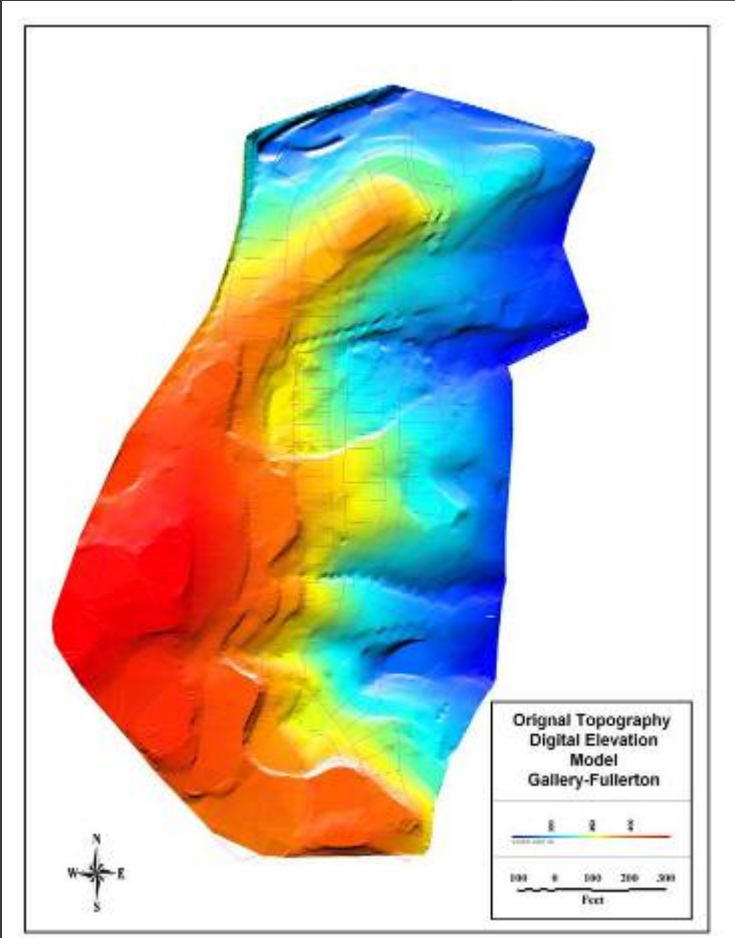 Orignal Topography
Digital Elevation
Model
Gallery-Fullerton
N
W E
S
100 0 100 200 300
Feet